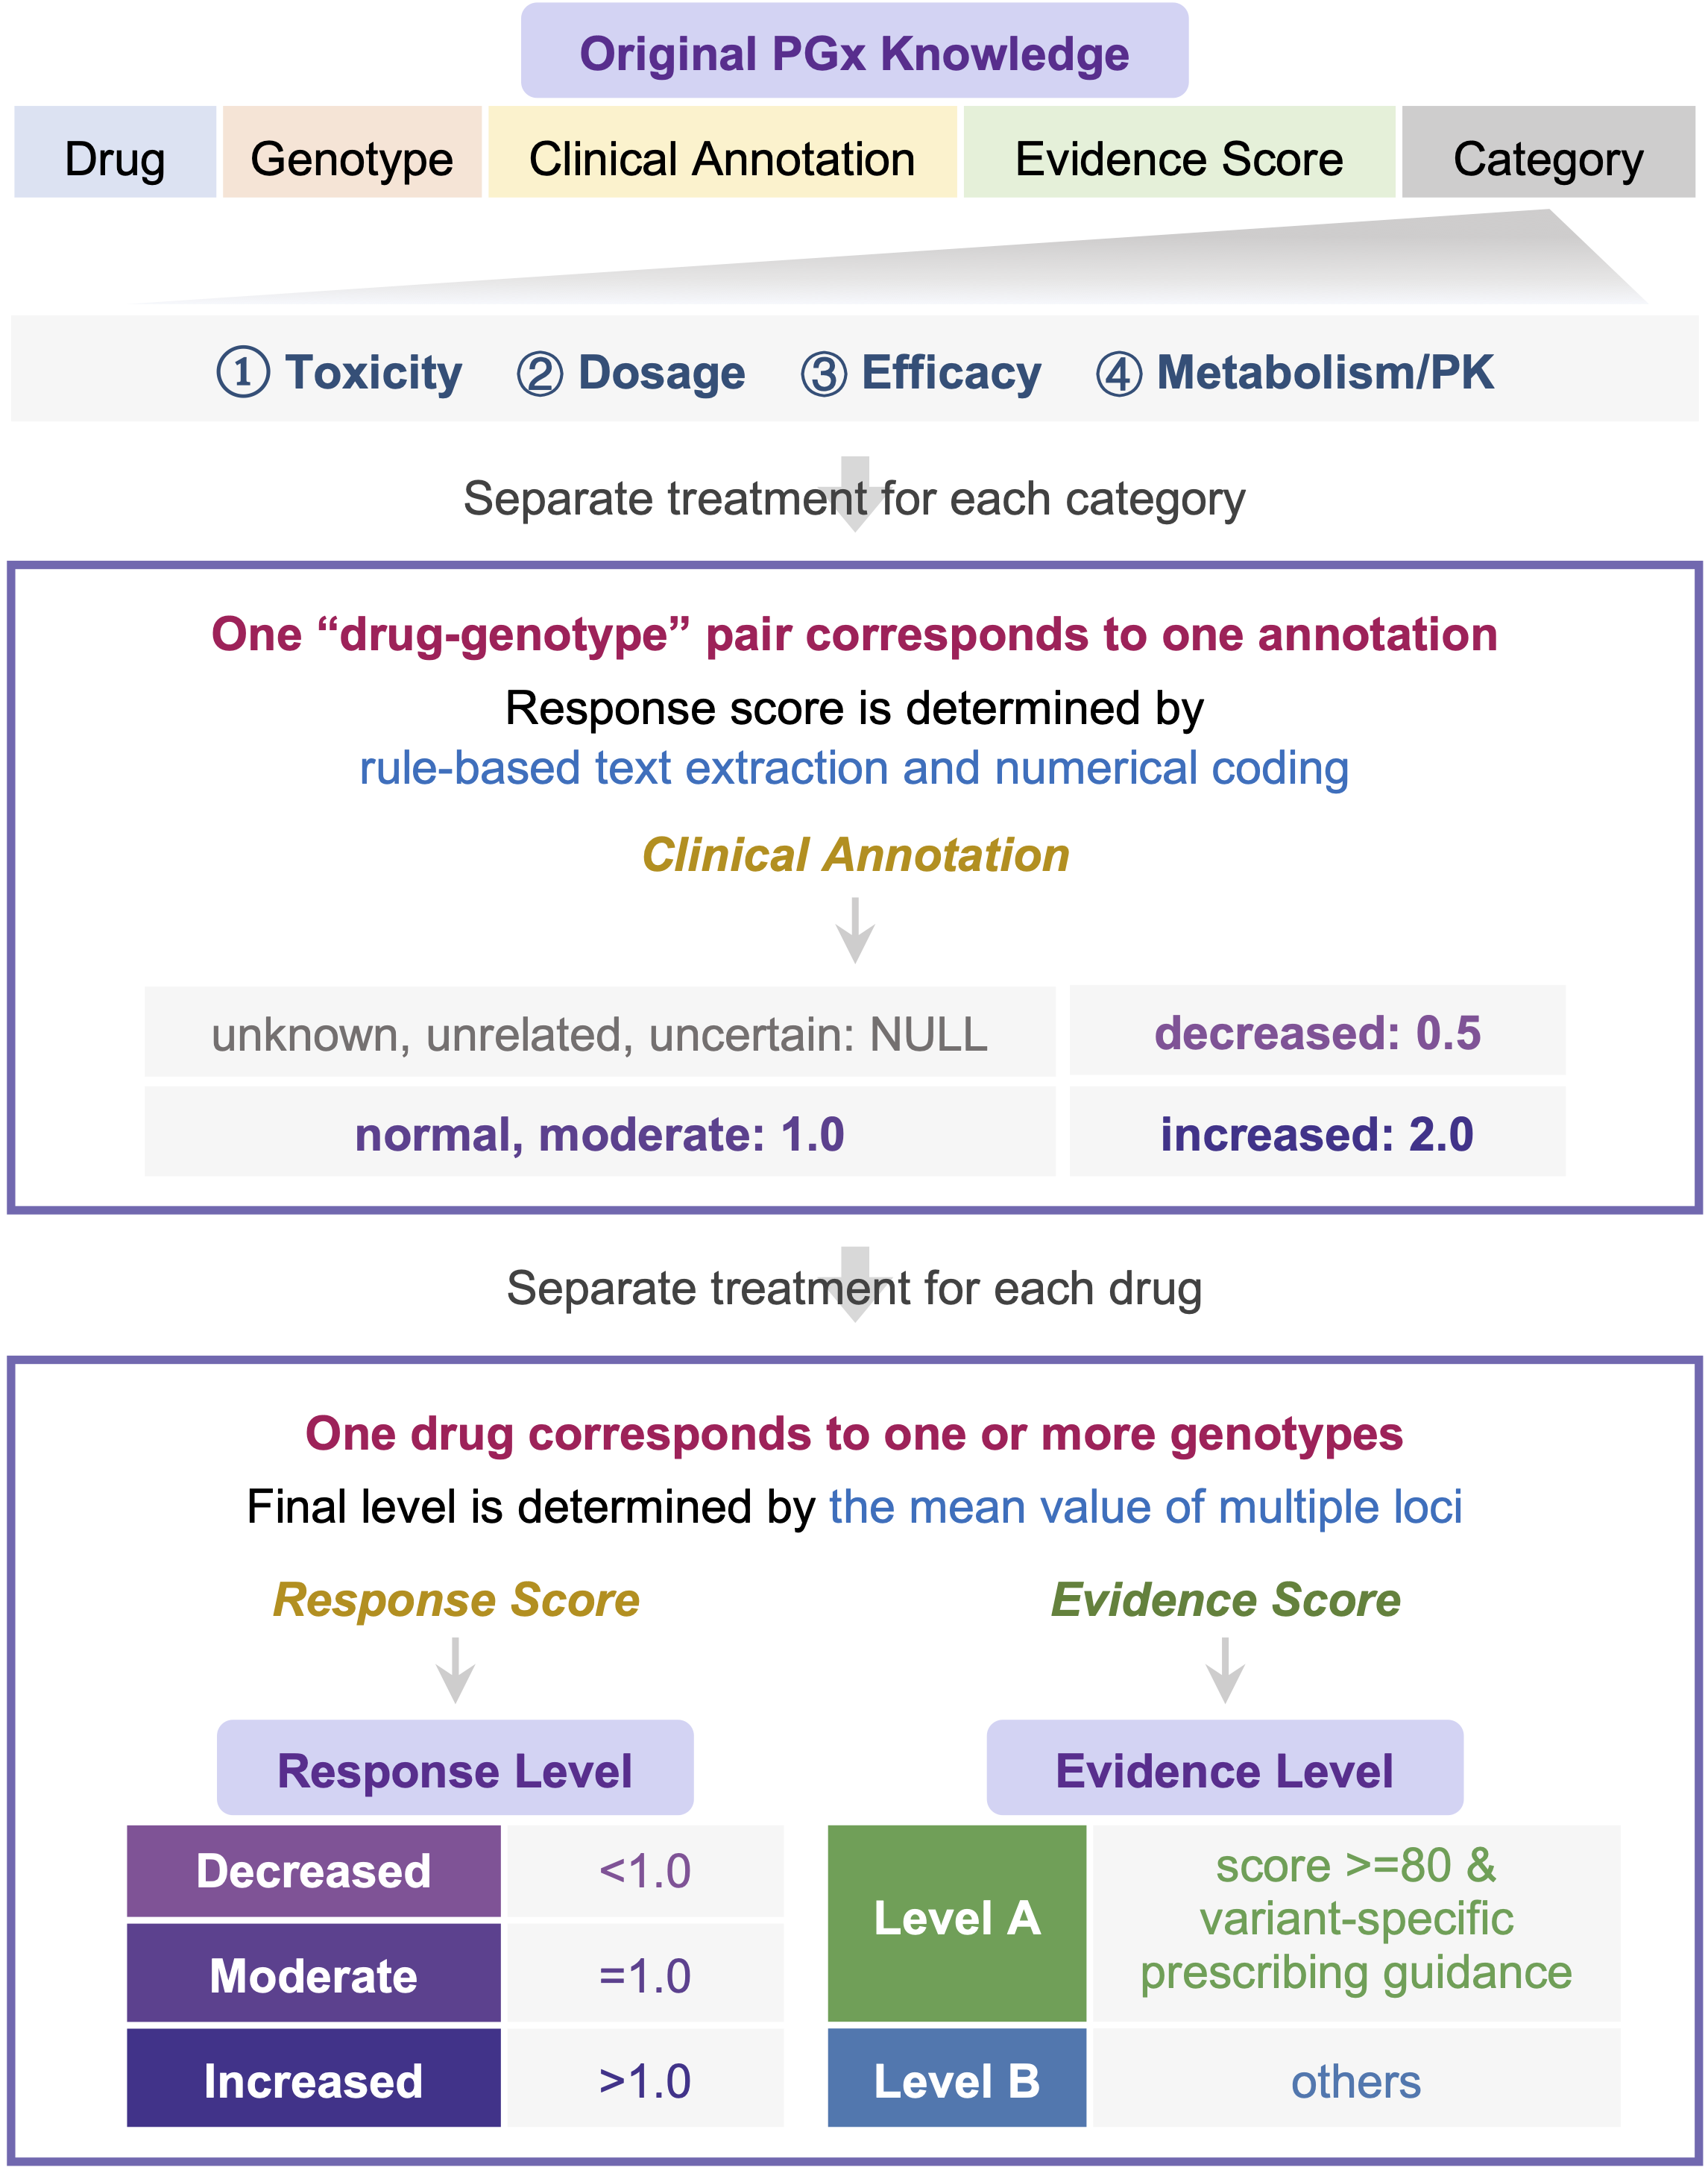 Original PGx Knowledge
Drug
Genotype
Clinical Annotation
Evidence Score
Category
① Toxicity ② Dosage ③ Efficacy ④ Metabolism/PK
Separate treatment for each category
One “drug-genotype” pair corresponds to one annotation
Response score is determined by
rule-based text extraction and numerical coding
Clinical Annotation
unknown, unrelated, uncertain: NULL
decreased: 0.5
normal, moderate: 1.0
increased: 2.0
Separate treatment for each drug
One drug corresponds to one or more genotypes
Final level is determined by the mean value of multiple loci
Response Score
Evidence Score
Response Level
Decreased
<1.0
Moderate
=1.0
Increased
>1.0
Evidence Level
Level A
score >=80 &
variant-specific
prescribing guidance
Level B
others